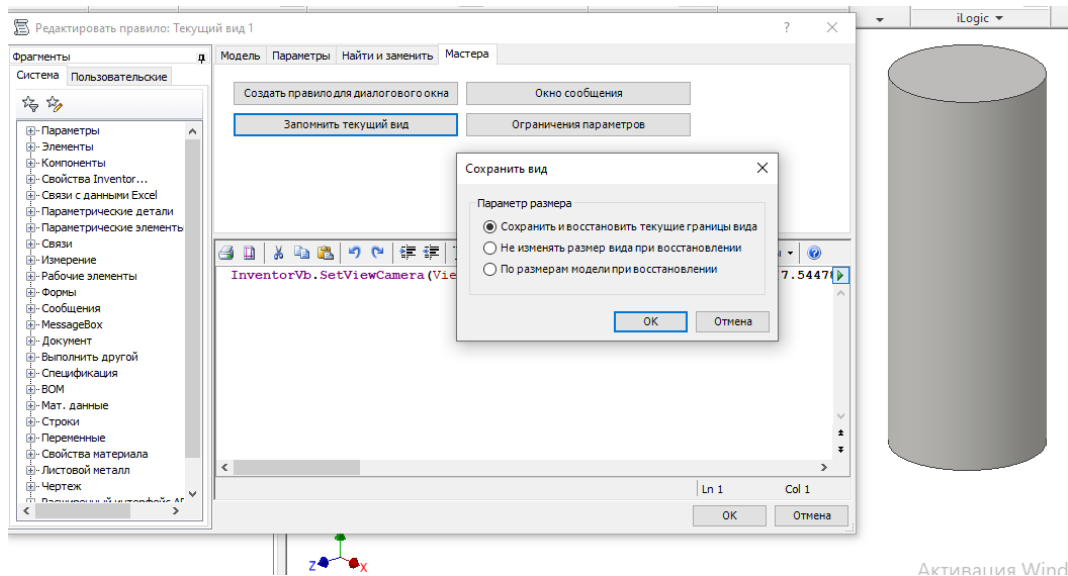 Редактировать правило: Текущий вид 1
iLogic
Фрагменты
Система Пользовательские
Параметры
Элементы
Компоненты
Свойства Inventor...
Связи с данными Excel
Параметрические детали
Параметрические элементы
Связи
Измерение
Рабочие элементы
Формы
Сообщения
MessageBox
Документ
Выполнить другой
Спецификация
BOM
Мат. данные
Строки
Переменные
Свойства материала
Листовой металл
Чертеж
Модель Параметры Найти и заменить Мастера
Создать правило для диалогового окна Окно сообщения
Запомнить текущий вид Ограничения параметров
Сохранить вид
Параметр размера
Сохранить и восстановить текущие границы вида
Не изменять размер вида при восстановлении
По размерам модели при восстановлении
OK Отмена
InventorVb.SetViewCamera(Vie 7.5447
Ln 1 Col 1
OK Отмена
Z X
Активация Wind